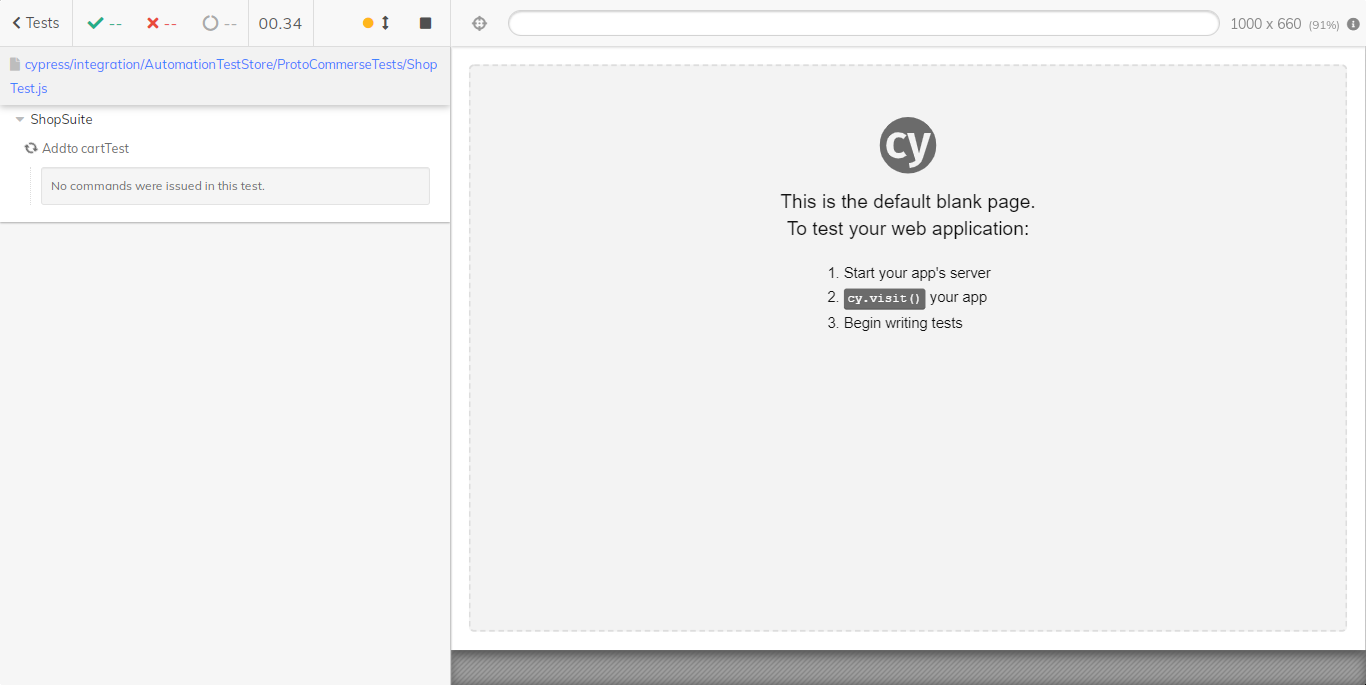 Tests -- -- -- 00.34
1000 x 660 (91%)
cypress/integration/AutomationTestStore/ProtoCommerseTests/Shop
Test.js
ShopSuite
Addto cartTest
No commands were issued in this test.
cy
This is the default blank page.
To test your web application:
1. Start your app's server
2. cy.visit() your app
3. Begin writing tests